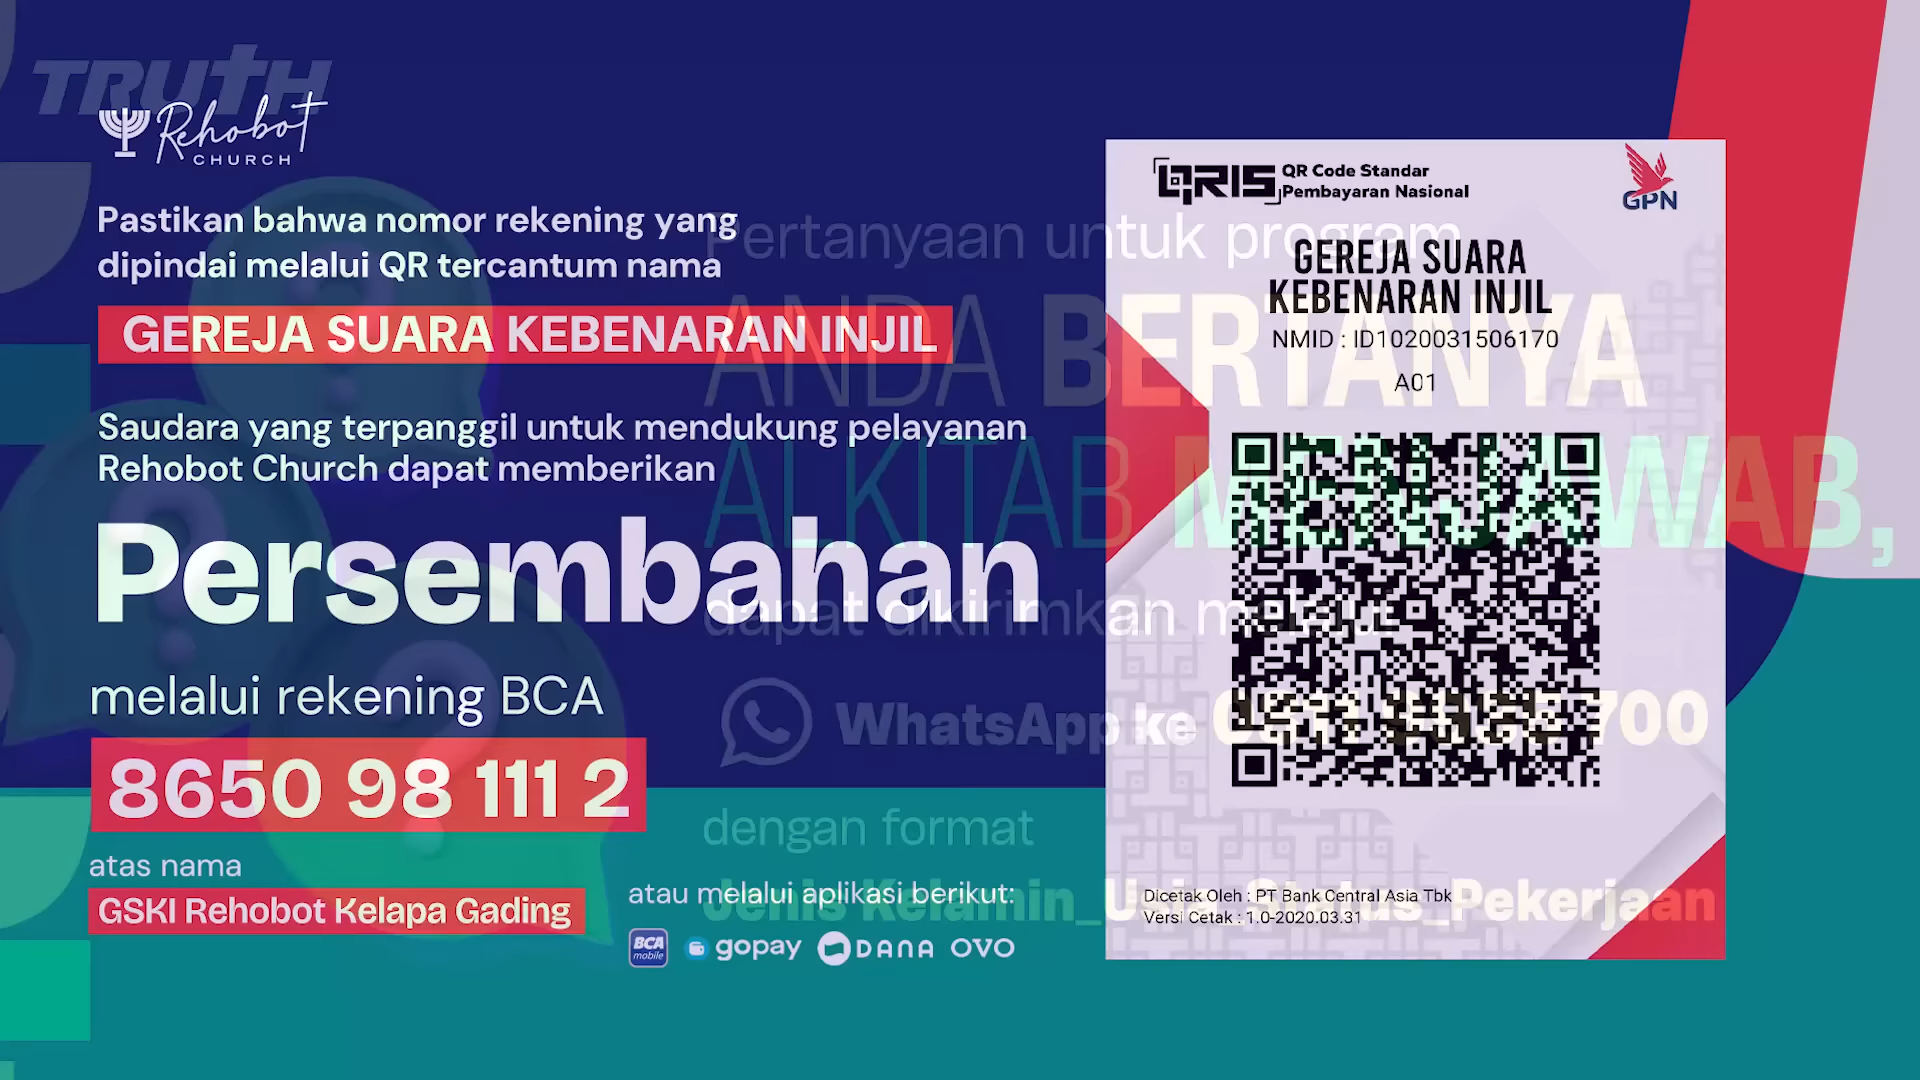 TRUTH
Rehobot
CHURCH
Pastikan bahwa nomor rekening yang
dipindai melalui QR tercantum nama
GEREJA SUARA KEBENARAN INJIL
Saudara yang terpanggil untuk mendukung pelayanan
Rehobot Church dapat memberikan
Persembahan
melalui rekening BCA
8650 98 111 2
atas nama
GSKI Rehobot Kelapa Gading
atau melalui aplikasi berikut:
BCA
mobile
gopay
DANA
OVO
QRIS
QR Code Standar
Pembayaran Nasional
GPN
GEREJA SUARA
KEBENARAN INJIL
NMID : ID1020031506170
A01
Dicetak Oleh : PT Bank Central Asia Tbk
Versi Cetak : 1.0-2020.03.31
Pertanyaan untuk program
ANDA BERTANYA
ALKITAB MENJAWAB,
dapat dikirimkan melalui
WhatsApp ke
700
dengan format
Jenis Kelamin_Usia_Status_Pekerjaan